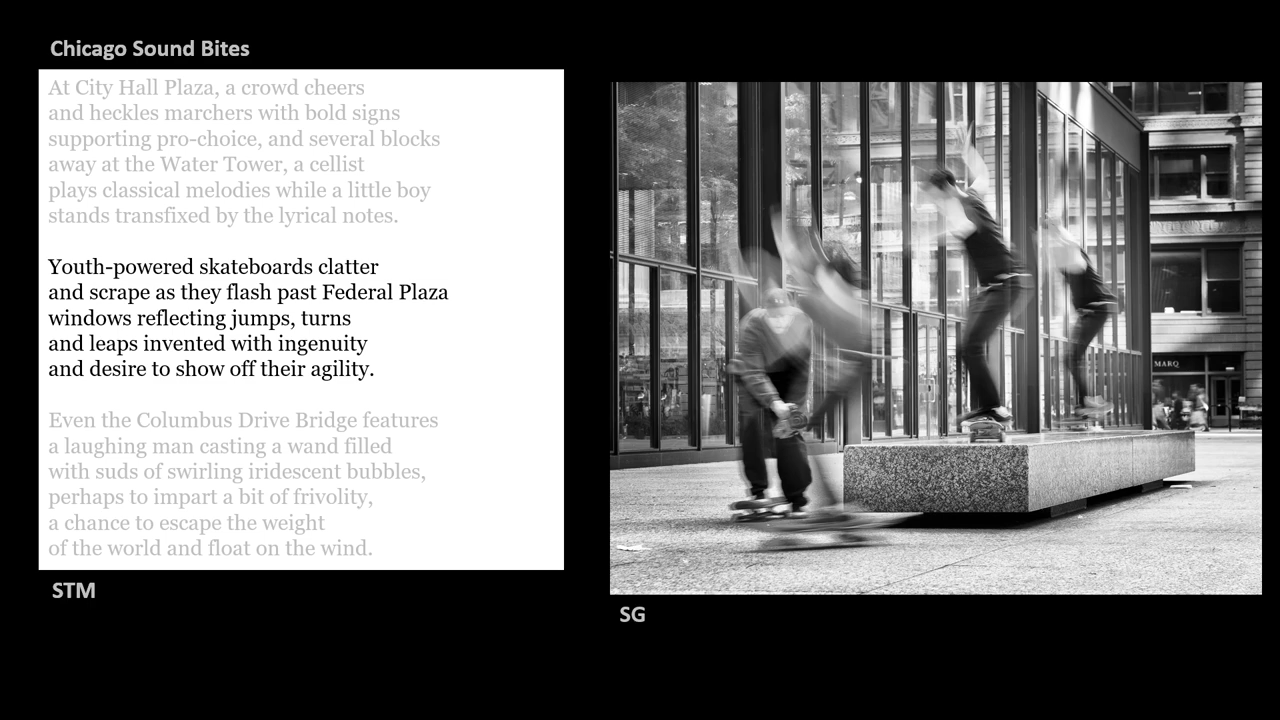 Chicago Sound Bites
At City Hall Plaza, a crowd cheers
and heckles marchers with bold signs
supporting pro-choice, and several blocks
away at the Water Tower, a cellist
plays classical melodies while a little boy
stands transfixed by the lyrical notes.
Youth-powered skateboards clatter
and scrape as they flash past Federal Plaza
windows reflecting jumps, turns
and leaps invented with ingenuity
and desire to show off their agility.
Even the Columbus Drive Bridge features
a laughing man casting a wand filled
with suds of swirling iridescent bubbles,
perhaps to impart a bit of frivolity,
a chance to escape the weight
of the world and float on the wind.
STM
MARQ
SG